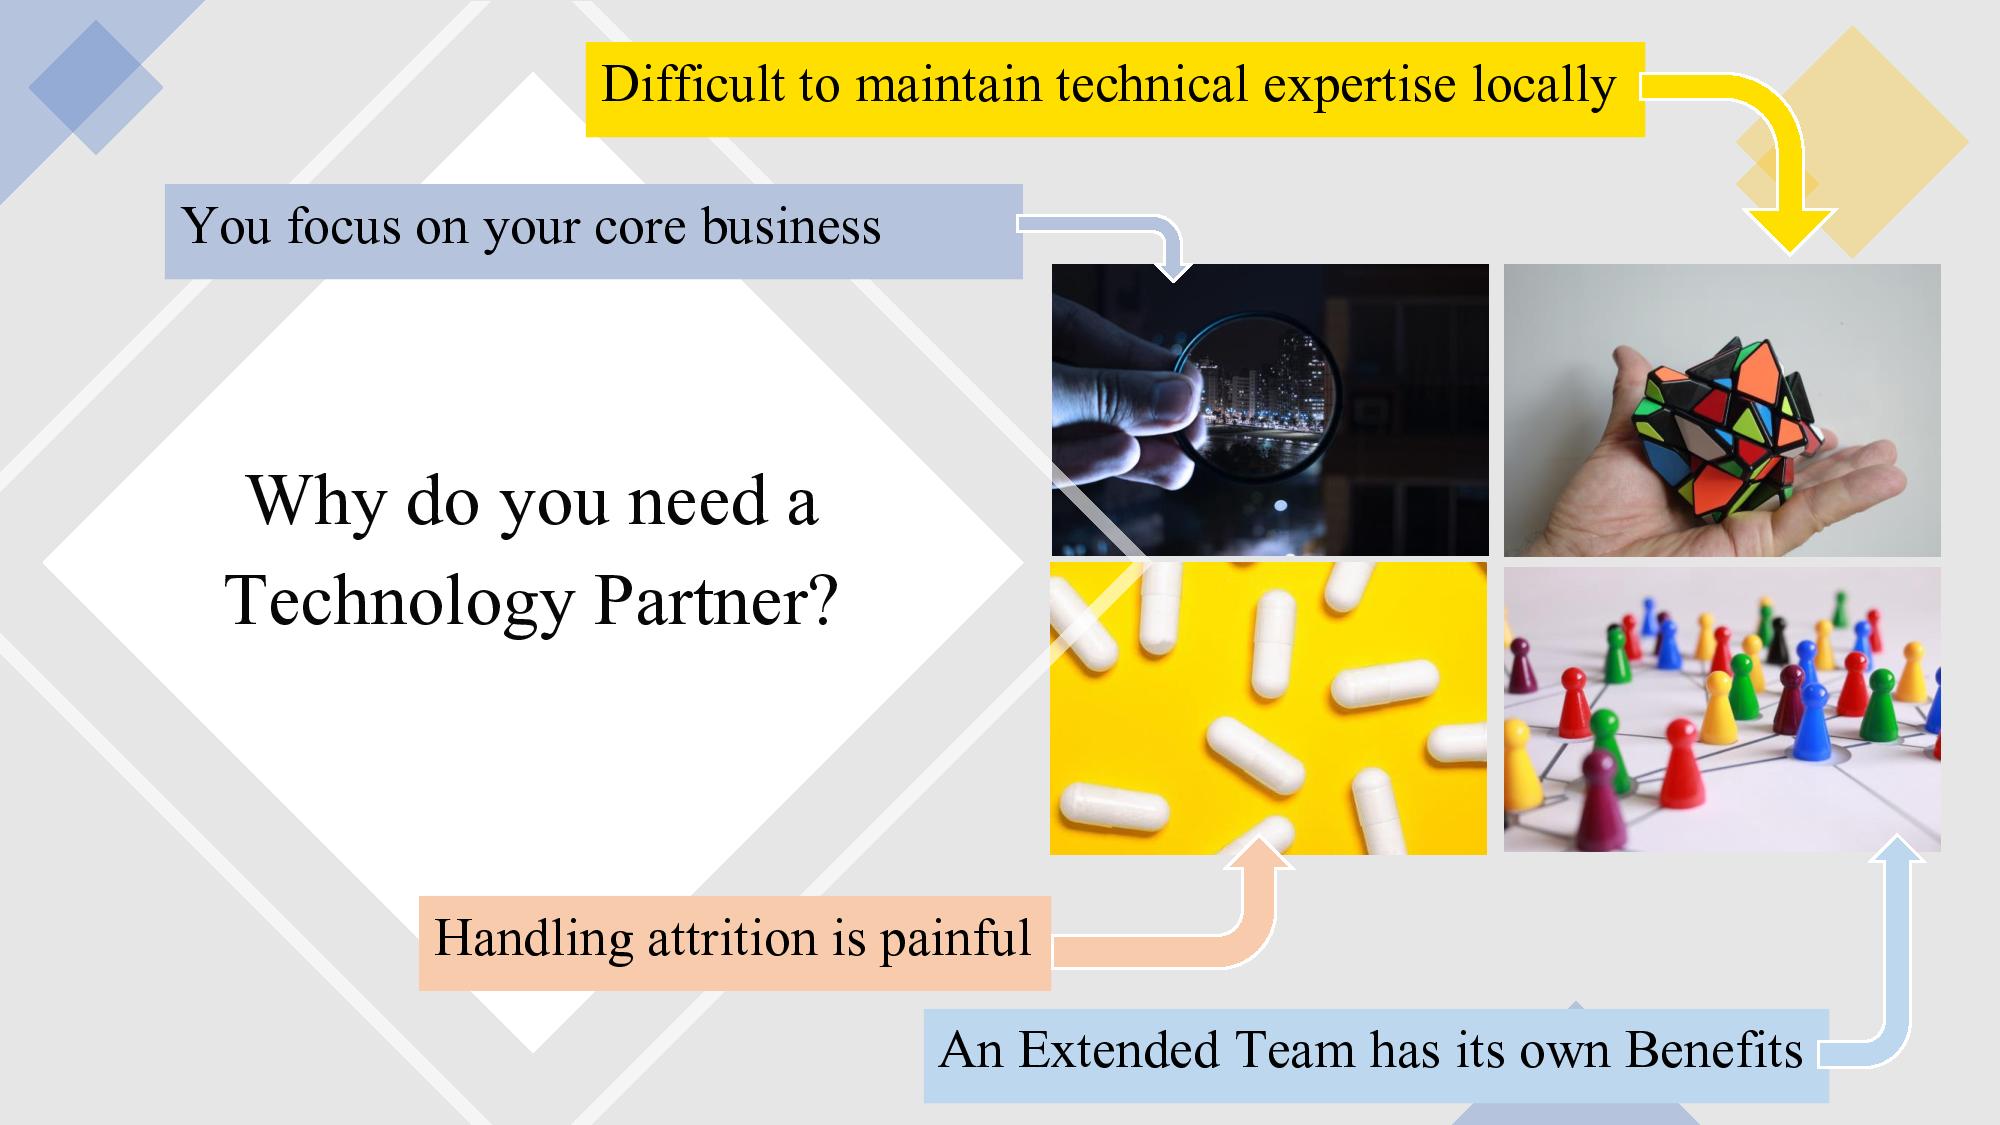 Difficult to maintain technical expertise locally
You focus on your core business
Why do you need a
Technology Partner?
Handling attrition is painful
An Extended Team has its own Benefits